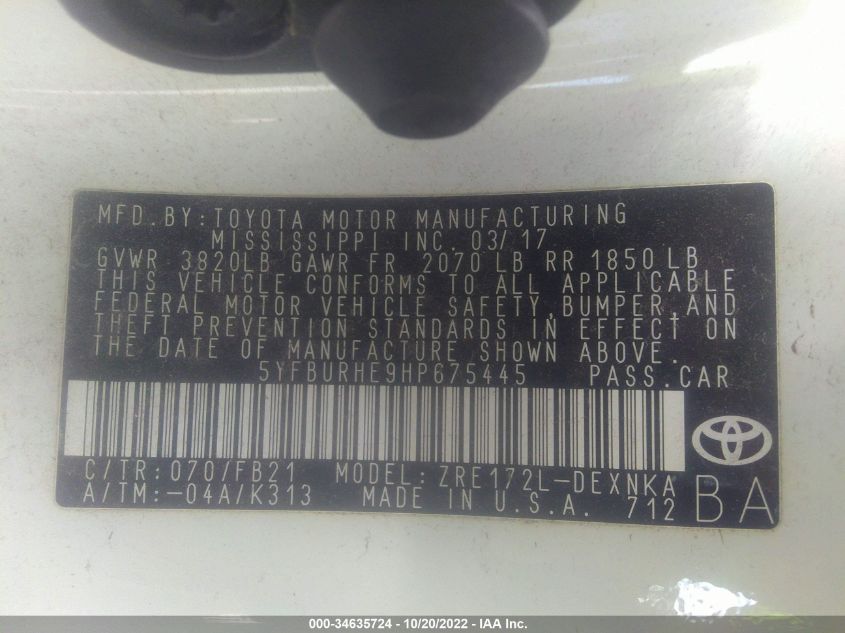 MFD.BY:TOYOTA MOTOR MANUFACTURING
MISSISSIPPI INC. 03/17
GVWR 3820LB GAWR FR 2070 LB RR 1850 LB
THIS VEHICLE CONFORMS TO ALL APPLICABLE
FEDERAL MOTOR VEHICLE SAFETY,BUMPER,AND
THEFT PREVENTION STANDARDS IN EFFECT ON
THE DATE OF MANUFACTURE SHOWN ABOVE.
5YFBURHE9HP675445 PASS.CAR
C/TR:070/FB21 MODEL:ZRE172L-DEXNKA
A/TM:-04A/K313 MADE IN U.S.A. 712 BA
000-34635724 - 10/20/2022 - IAA Inc.